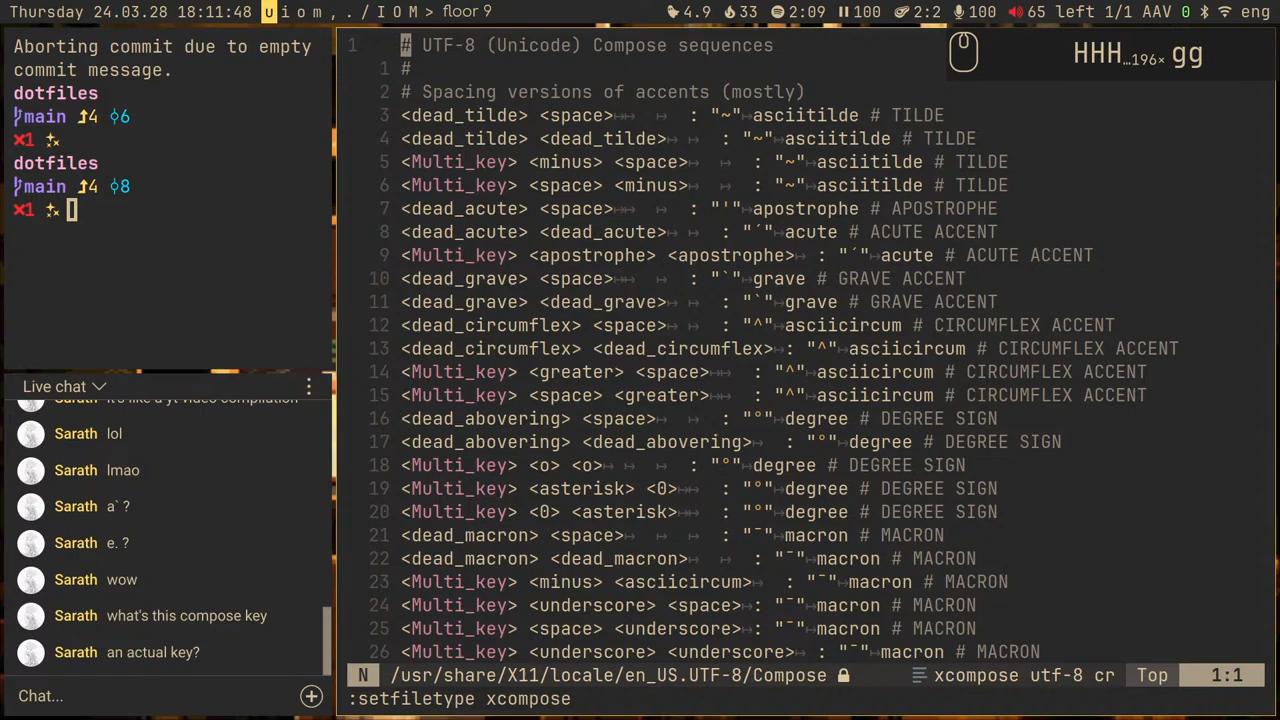 Thursday 24.03.28 18:11:48 u i o m , . / I O M > floor 9 4.9 33 2:09 100 2:2 100 65 left 1/1 AAV 0 eng
HHH…196× gg
Aborting commit due to empty
commit message.
dotfiles
main 4 6
×1
dotfiles
main 4 8
×1
Live chat
Sarath it's like a yt video compilation
Sarath lol
Sarath lmao
Sarath a` ?
Sarath e. ?
Sarath wow
Sarath what's this compose key
Sarath an actual key?
Chat...
1 # UTF-8 (Unicode) Compose sequences
1 #
2 # Spacing versions of accents (mostly)
3 <dead_tilde> <space> : "~" asciitilde # TILDE
4 <dead_tilde> <dead_tilde> : "~" asciitilde # TILDE
5 <Multi_key> <minus> <space> : "~" asciitilde # TILDE
6 <Multi_key> <space> <minus> : "~" asciitilde # TILDE
7 <dead_acute> <space> : "'" apostrophe # APOSTROPHE
8 <dead_acute> <dead_acute> : "´" acute # ACUTE ACCENT
9 <Multi_key> <apostrophe> <apostrophe> : "´" acute # ACUTE ACCENT
10 <dead_grave> <space> : "`" grave # GRAVE ACCENT
11 <dead_grave> <dead_grave> : "`" grave # GRAVE ACCENT
12 <dead_circumflex> <space> : "^" asciicircum # CIRCUMFLEX ACCENT
13 <dead_circumflex> <dead_circumflex> : "^" asciicircum # CIRCUMFLEX ACCENT
14 <Multi_key> <greater> <space> : "^" asciicircum # CIRCUMFLEX ACCENT
15 <Multi_key> <space> <greater> : "^" asciicircum # CIRCUMFLEX ACCENT
16 <dead_abovering> <space> : "°" degree # DEGREE SIGN
17 <dead_abovering> <dead_abovering> : "°" degree # DEGREE SIGN
18 <Multi_key> <o> <o> : "°" degree # DEGREE SIGN
19 <Multi_key> <asterisk> <0> : "°" degree # DEGREE SIGN
20 <Multi_key> <0> <asterisk> : "°" degree # DEGREE SIGN
21 <dead_macron> <space> : "¯" macron # MACRON
22 <dead_macron> <dead_macron> : "¯" macron # MACRON
23 <Multi_key> <minus> <asciicircum> : "¯" macron # MACRON
24 <Multi_key> <underscore> <space> : "¯" macron # MACRON
25 <Multi_key> <space> <underscore> : "¯" macron # MACRON
26 <Multi_key> <underscore> <underscore> : "¯" macron # MACRON
N /usr/share/X11/locale/en_US.UTF-8/Compose xcompose utf-8 cr Top 1:1
:setfiletype xcompose